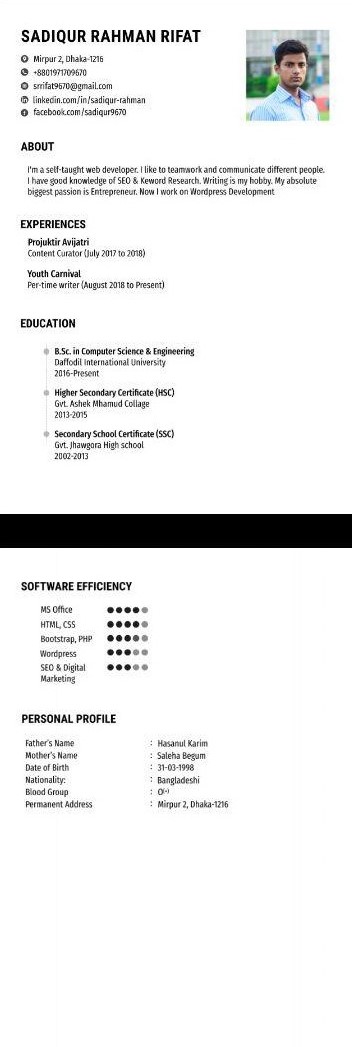 SADIQUR RAHMAN RIFAT
Mirpur 2, Dhaka-1216
+8801971709670
srrifat9670@gmail.com
linkedin.com/in/sadiqur-rahman
facebook.com/sadiqur9670
ABOUT
I'm a self-taught web developer. I like to teamwork and communicate different people.
I have good knowledge of SEO & Keword Research. Writing is my hobby. My absolute
biggest passion is Entrepreneur. Now I work on Wordpress Development
EXPERIENCES
Projuktir Avijatri
Content Curator (July 2017 to 2018)
Youth Carnival
Per-time writer (August 2018 to Present)
EDUCATION
B.Sc. in Computer Science & Engineering
Daffodil International University
2016-Present
Higher Secondary Certificate (HSC)
Gvt. Ashek Mhamud Collage
2013-2015
Secondary School Certificate (SSC)
Gvt. Jhawgora High school
2002-2013
SOFTWARE EFFICIENCY
MS Office
HTML, CSS
Bootstrap, PHP
Wordpress
SEO & Digital
Marketing
PERSONAL PROFILE
Father's Name : Hasanul Karim
Mother's Name : Saleha Begum
Date of Birth : 31-03-1998
Nationality: : Bangladeshi
Blood Group : O(+)
Permanent Address : Mirpur 2, Dhaka-1216